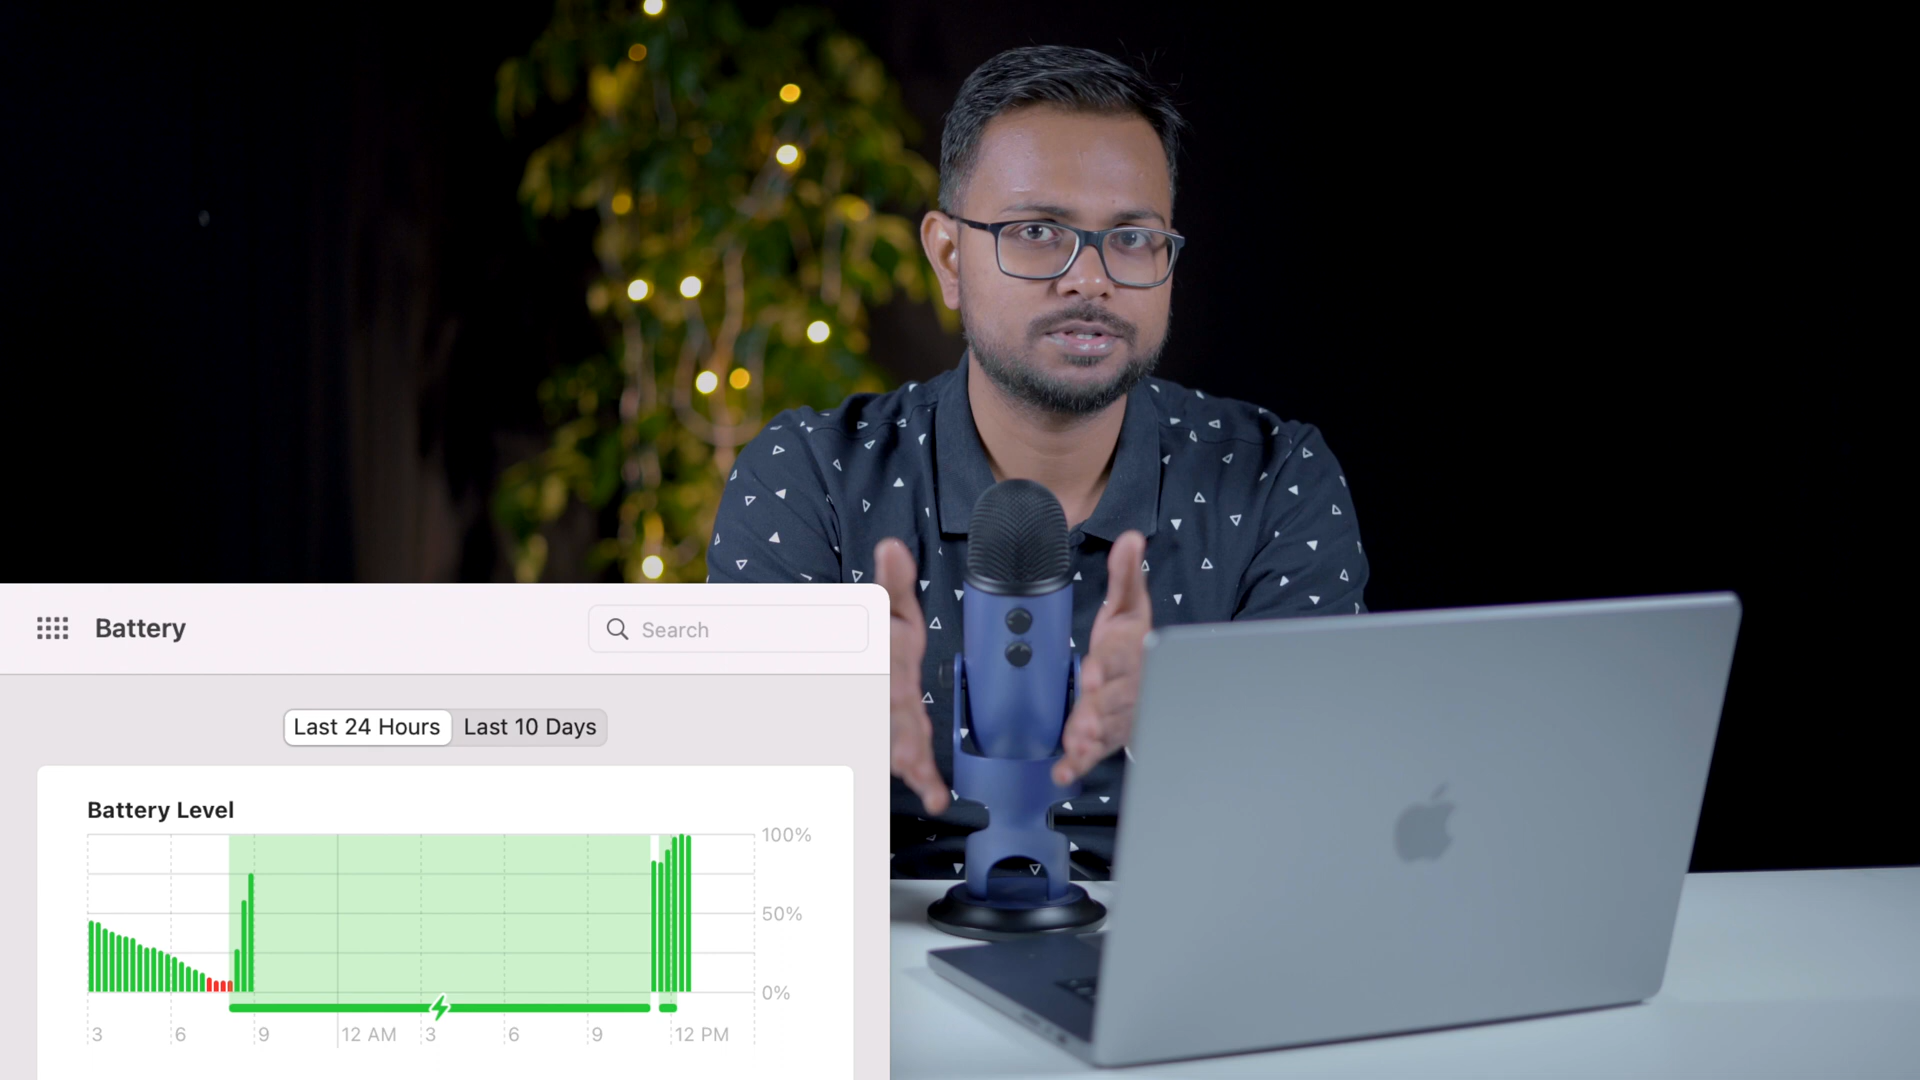 Battery
Search
Last 24 Hours Last 10 Days
Battery Level
100%
50%
0%
3 6 9 12 AM 3 6 9 12 PM